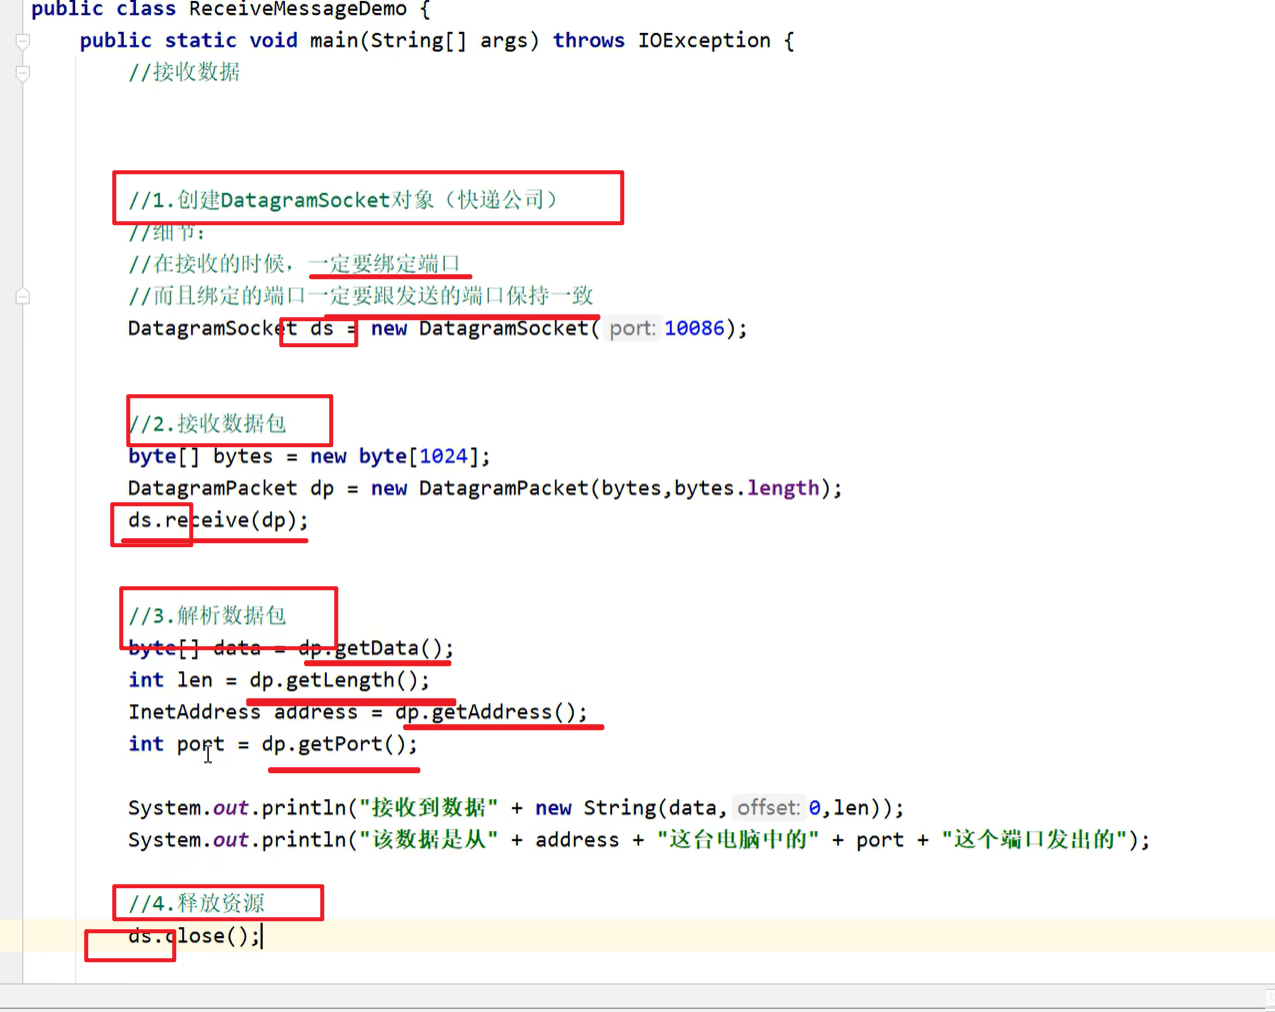 public class ReceiveMessageDemo {
public static void main(String[] args) throws IOException {
//接收数据
//1.创建DatagramSocket对象（快递公司）
//细节：
//在接收的时候，一定要绑定端口
//而且绑定的端口一定要跟发送的端口保持一致
DatagramSocket ds = new DatagramSocket( port: 10086);
//2.接收数据包
byte[] bytes = new byte[1024];
DatagramPacket dp = new DatagramPacket(bytes,bytes.length);
ds.receive(dp);
//3.解析数据包
byte[] data = dp.getData();
int len = dp.getLength();
InetAddress address = dp.getAddress();
int port = dp.getPort();
System.out.println("接收到数据" + new String(data, offset: 0,len));
System.out.println("该数据是从" + address + "这台电脑中的" + port + "这个端口发出的");
//4.释放资源
ds.close();